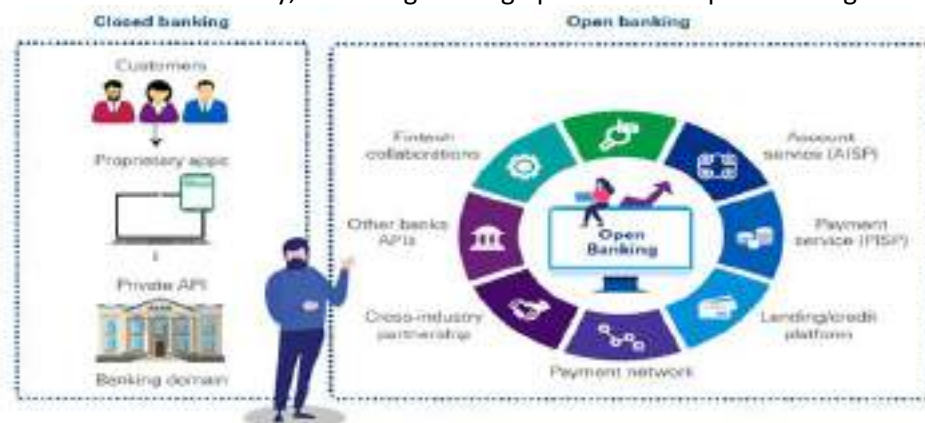 Closed banking
Customers
Proprietary apps
Private API
Banking domain
Open banking
Fintech
collaborations
Account
service (AISP)
Other banks
APIs
Open
Banking
Payment
service (PISP)
Cross-industry
partnership
Lending/credit
platform
Payment network